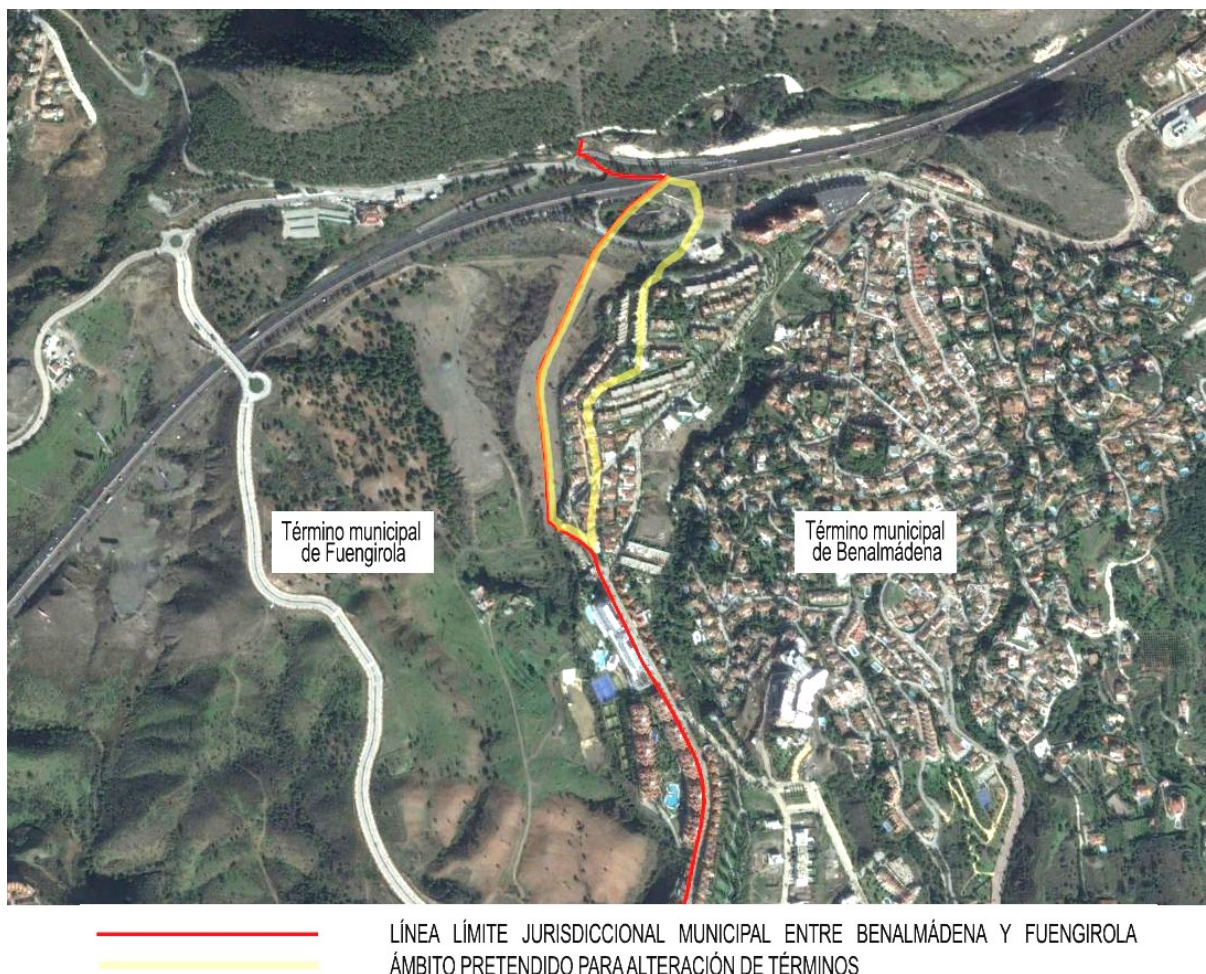 Término municipal
de Fuengirola
Término municipal
de Benalmádena
LÍNEA LÍMITE JURISDICCIONAL MUNICIPAL ENTRE BENALMÁDENA Y FUENGIROLA
ÁMBITO PRETENDIDO PARA ALTERACIÓN DE TÉRMINOS